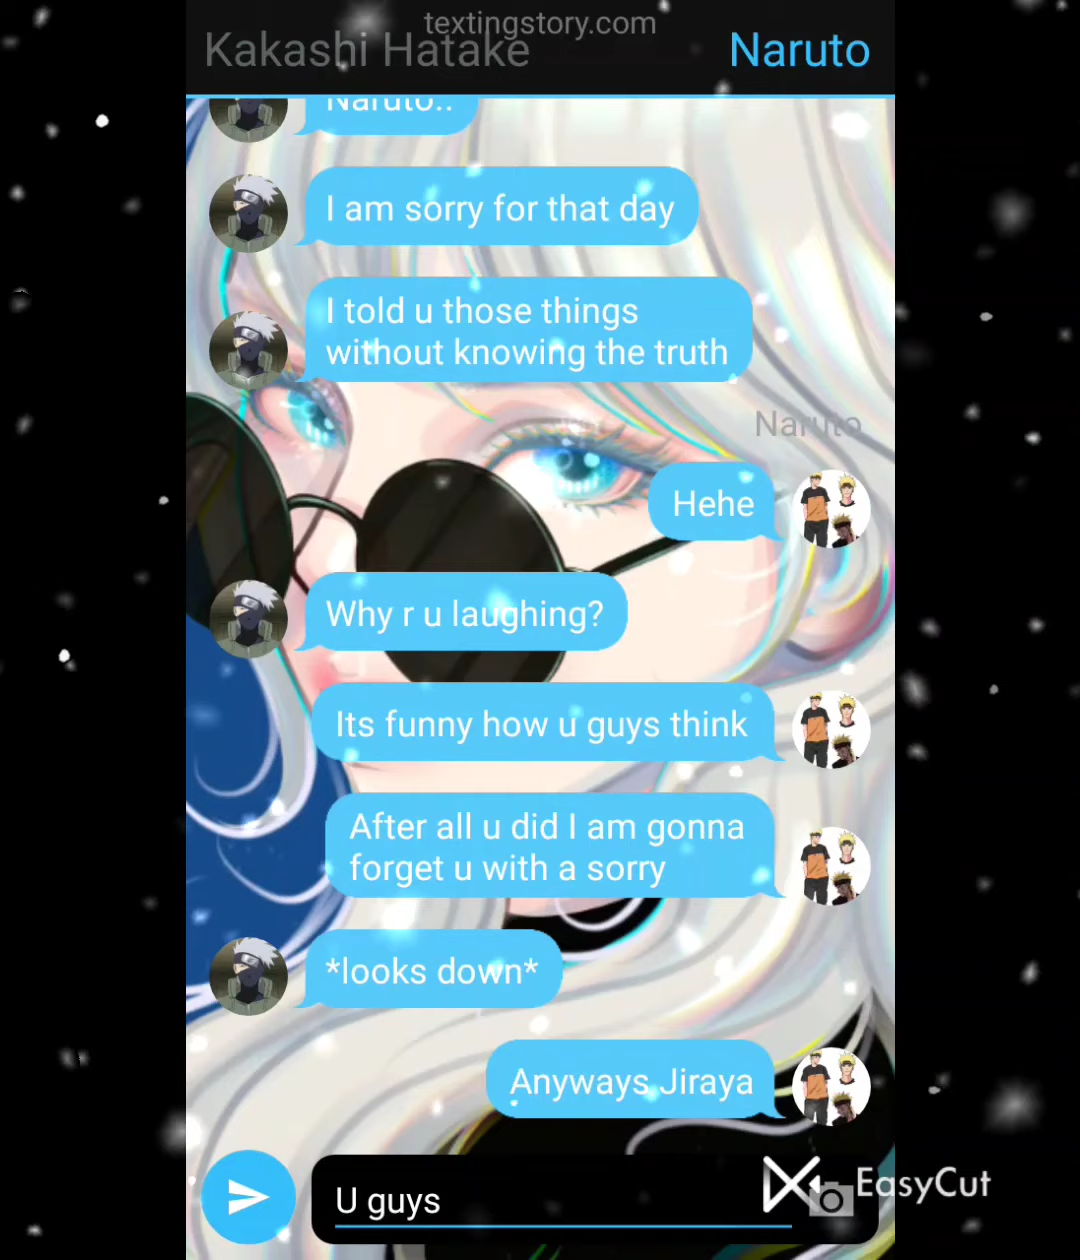 textingstory.com
Kakashi Hatake
Naruto
Naruto..
I am sorry for that day
I told u those things
without knowing the truth
Naruto
Hehe
Why r u laughing?
Its funny how u guys think
After all u did I am gonna
forget u with a sorry
*looks down*
Anyways Jiraya
U guys
EasyCut